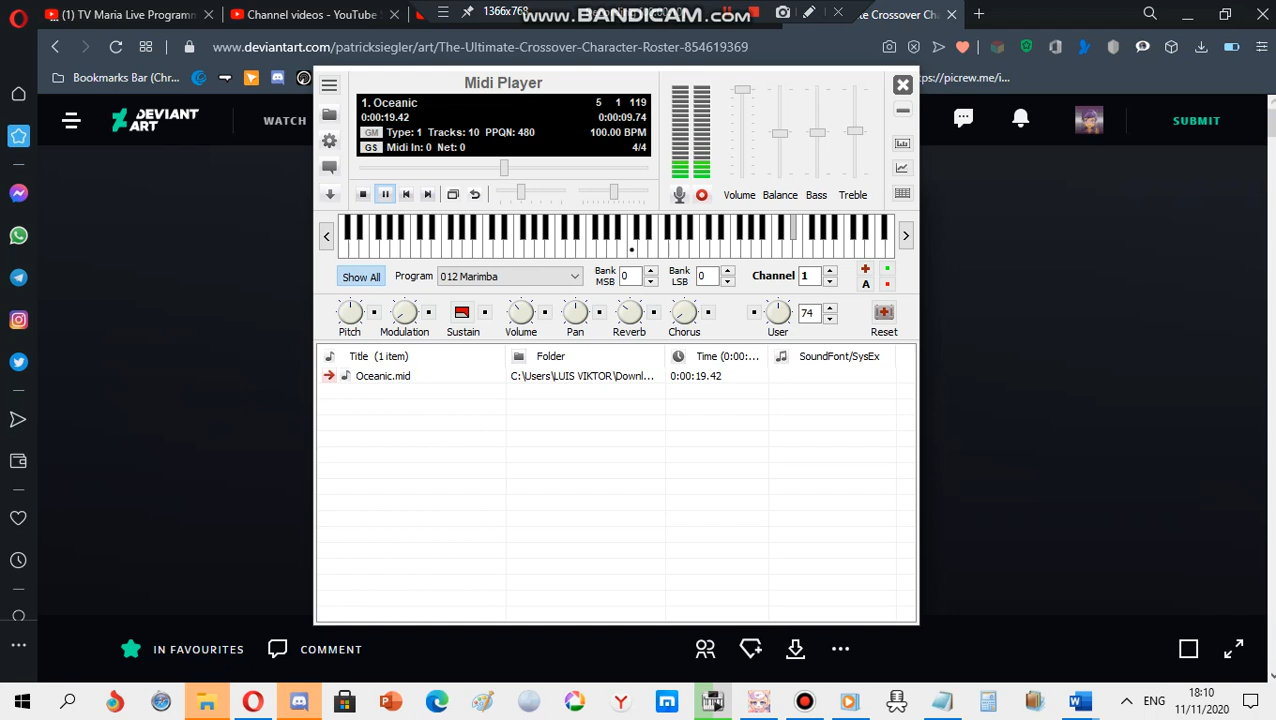 (1) TV Maria Live Programm
Channel videos - YouTube S
1366x768
www.BANDICAM.com
te Crossover Cha
www.deviantart.com/patricksiegler/art/The-Ultimate-Crossover-Character-Roster-854619369
Bookmarks Bar (Chr...
ps://picrew.me/i...
DEVIANT ART
WATCH
SUBMIT
Midi Player
1. Oceanic 5 1 119
0:00:19.42 0:00:09.74
GM Type: 1 Tracks: 10 PPQN: 480 100.00 BPM
GS Midi In: 0 Net: 0 4/4
Volume Balance Bass Treble
Show All Program 012 Marimba Bank MSB 0 Bank LSB 0 Channel 1 A
74
Pitch Modulation Sustain Volume Pan Reverb Chorus User Reset
Title (1 item) Folder Time (0:00:... SoundFont/SysEx
Oceanic.mid C:\Users\LUIS VIKTOR\Downl... 0:00:19.42
IN FAVOURITES COMMENT
ENG
18:10
11/11/2020